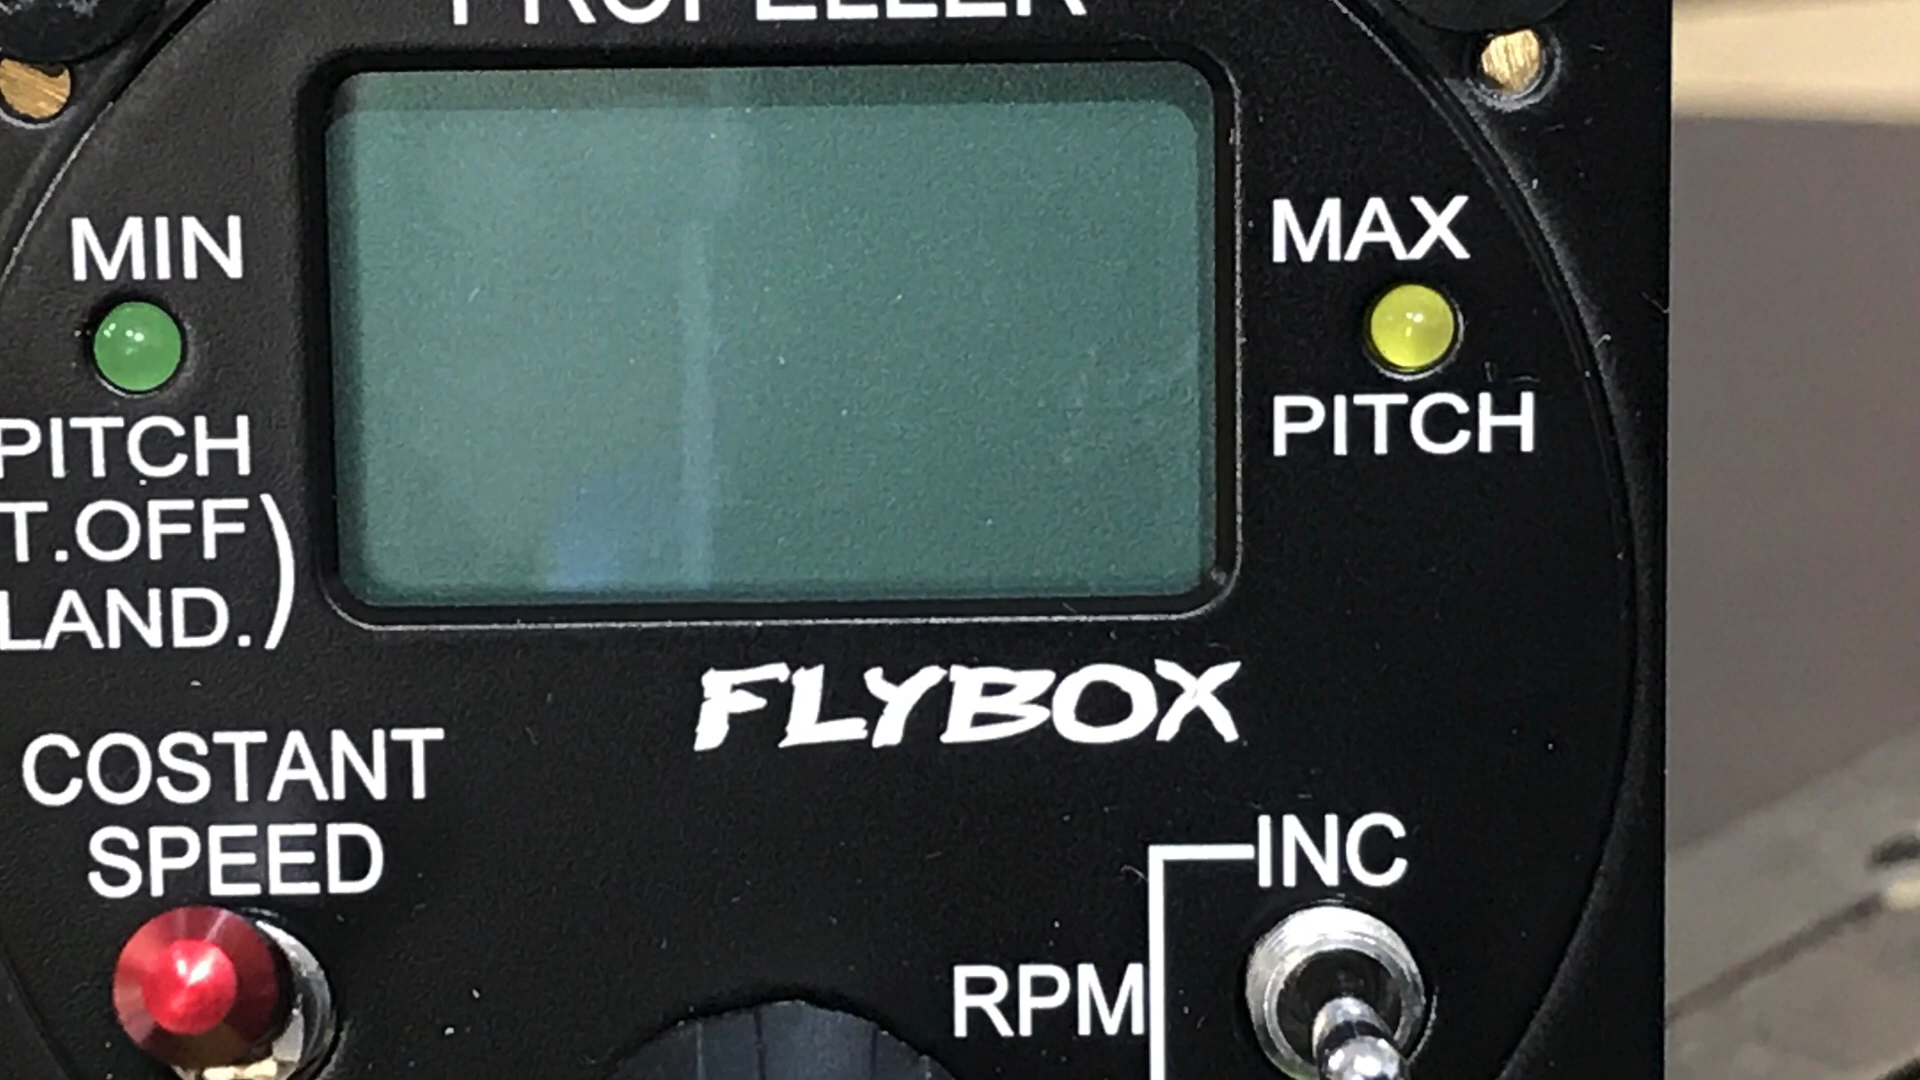 PROPELLER
MIN
PITCH
T.OFF
LAND.)
MAX
PITCH
FLYBOX
COSTANT
SPEED
INC
RPM